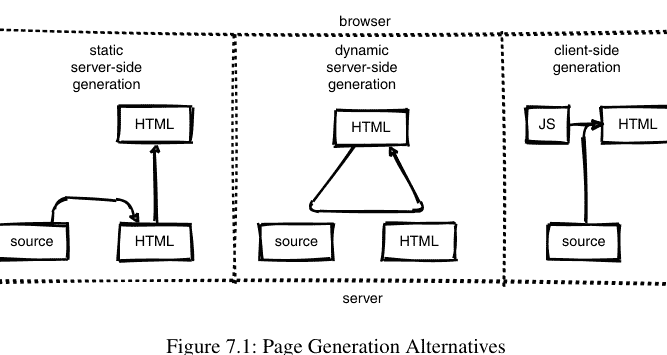 browser
static
server-side
generation
dynamic
server-side
generation
client-side
generation
HTML
HTML
JS
HTML
source
HTML
source
HTML
source
server
Figure 7.1: Page Generation Alternatives